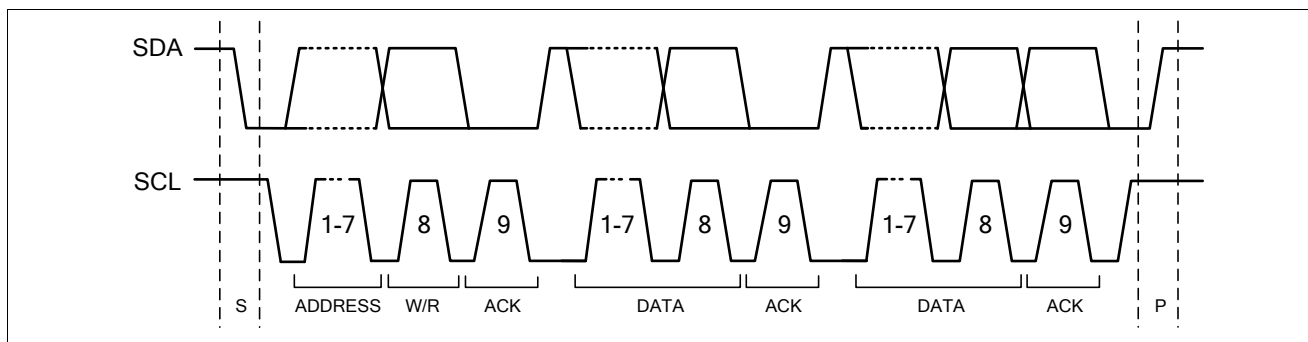 SDA
SCL
1-7 8 9 1-7 8 9 1-7 8 9
S ADDRESS W/R ACK DATA ACK DATA ACK P